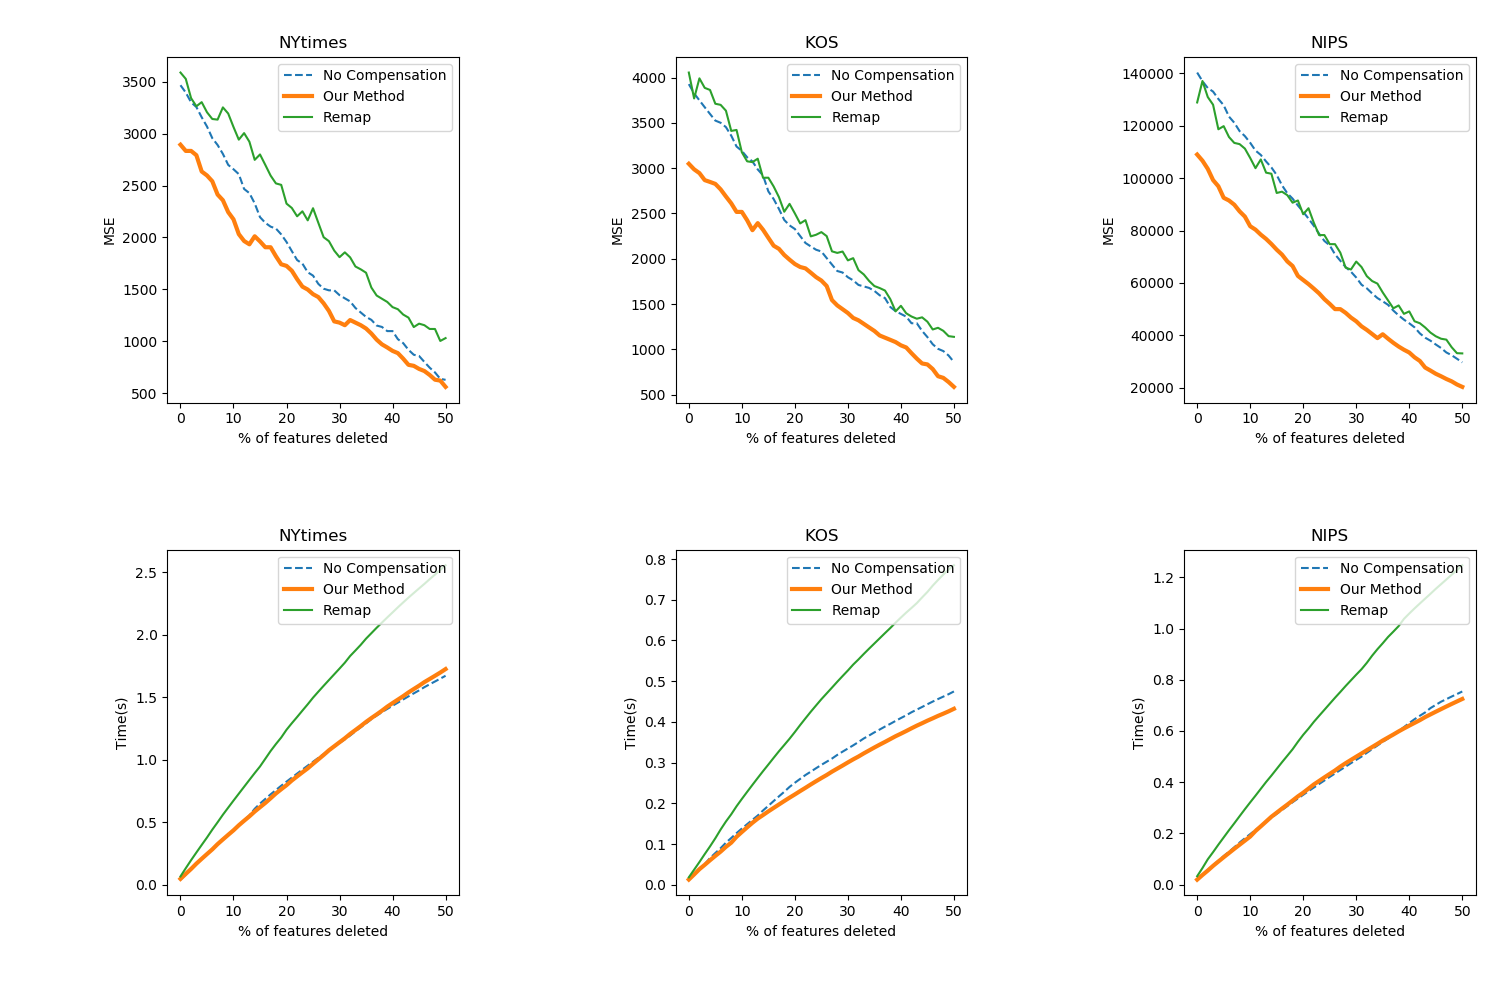 NYtimes
No Compensation
Our Method
Remap
3500
3000
2500
2000
1500
1000
500
MSE
0 10 20 30 40 50
% of features deleted
KOS
No Compensation
Our Method
Remap
4000
3500
3000
2500
2000
1500
1000
500
MSE
0 10 20 30 40 50
% of features deleted
NIPS
No Compensation
Our Method
Remap
140000
120000
100000
80000
60000
40000
20000
MSE
0 10 20 30 40 50
% of features deleted
NYtimes
No Compensation
Our Method
Remap
2.5
2.0
1.5
1.0
0.5
0.0
Time(s)
0 10 20 30 40 50
% of features deleted
KOS
No Compensation
Our Method
Remap
0.8
0.7
0.6
0.5
0.4
0.3
0.2
0.1
0.0
Time(s)
0 10 20 30 40 50
% of features deleted
NIPS
No Compensation
Our Method
Remap
1.2
1.0
0.8
0.6
0.4
0.2
0.0
Time(s)
0 10 20 30 40 50
% of features deleted